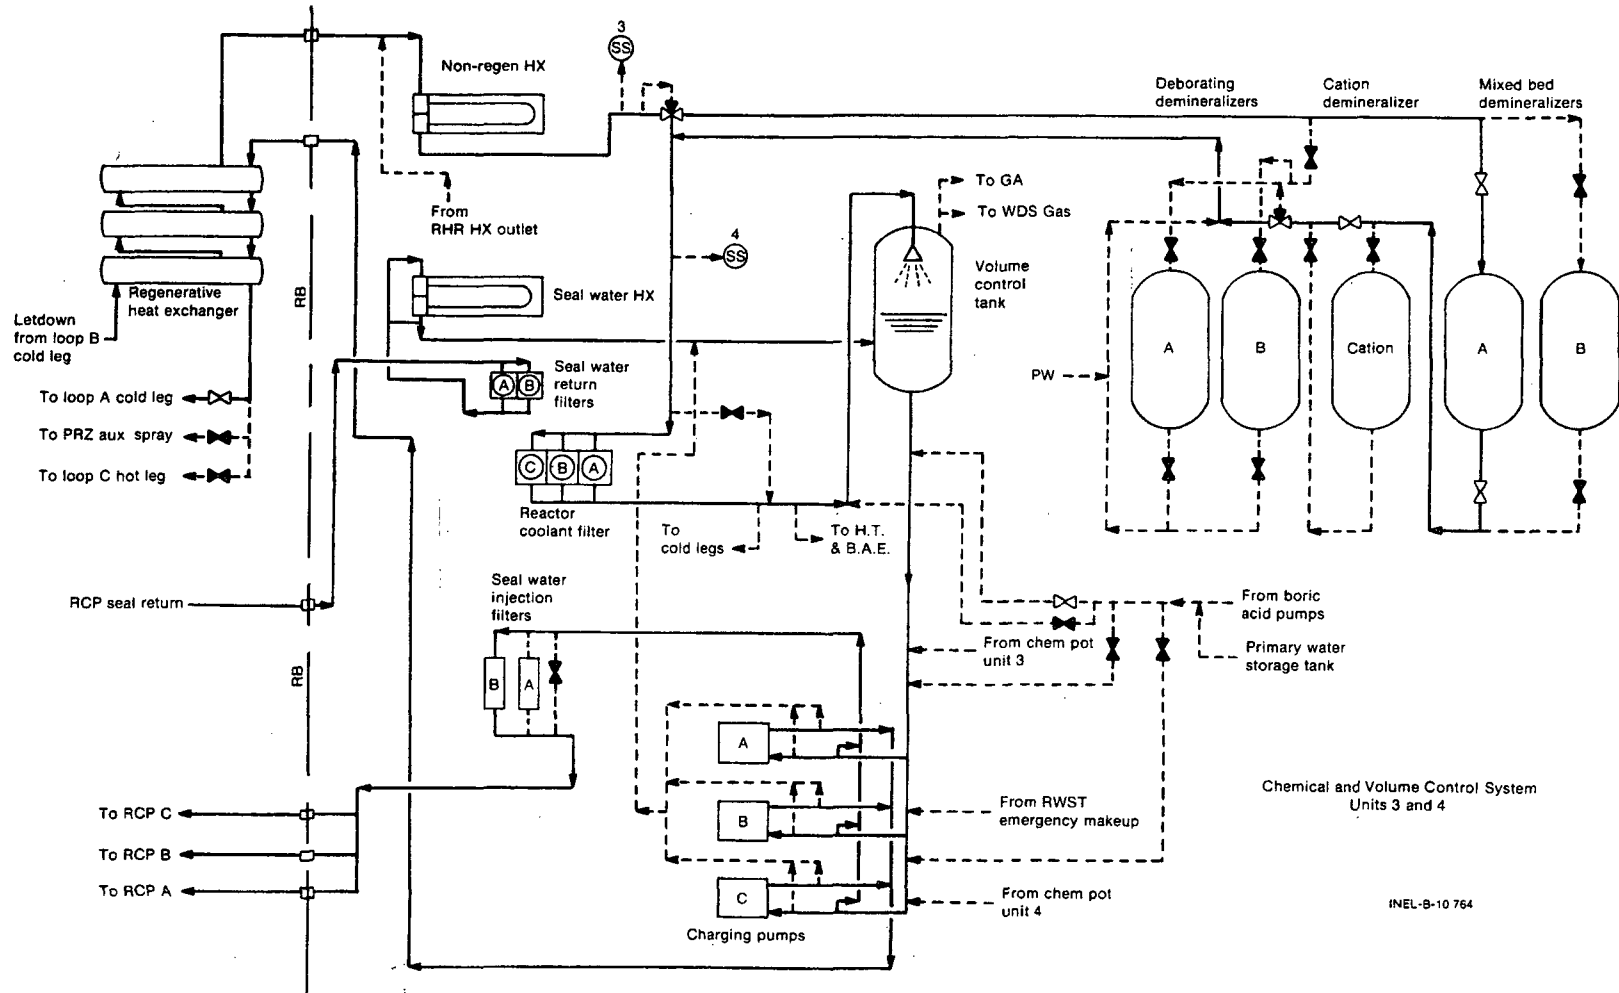 3
SS
Non-regen HX
Deborating
demineralizers
Cation
demineralizer
Mixed bed
demineralizers
To GA
To WDS Gas
From
RHR HX outlet
4
SS
Volume
control
tank
RB
Regenerative
heat exchanger
Seal water HX
Letdown
from loop B
cold leg
A
B
Cation
A
B
Seal water
return
filters
A
B
PW
To loop A cold leg
To PRZ aux spray
To loop C hot leg
C
B
A
Reactor
coolant filter
To
cold legs
To H.T.
& B.A.E.
Seal water
injection
filters
RCP seal return
From boric
acid pumps
From chem pot
unit 3
Primary water
storage tank
RB
B
A
A
B
C
Chemical and Volume Control System
Units 3 and 4
From RWST
emergency makeup
To RCP C
To RCP B
To RCP A
From chem pot
unit 4
Charging pumps
INEL-B-10 764